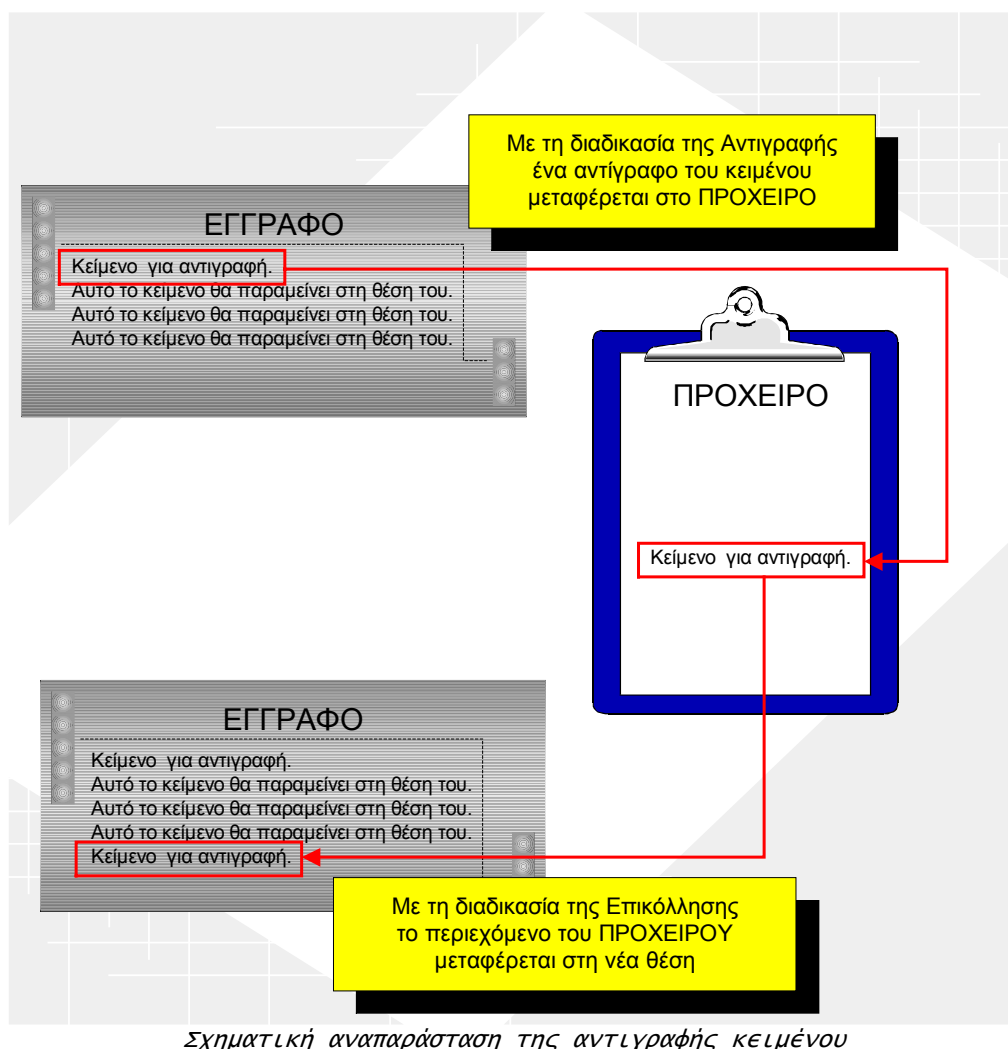 Με τη διαδικασία της Αντιγραφής
ένα αντίγραφο του κειμένου
μεταφέρεται στο ΠΡΟΧΕΙΡΟ
ΕΓΓΡΑΦΟ
Κείμενο για αντιγραφή.
Αυτό το κείμενο θα παραμείνει στη θέση του.
Αυτό το κείμενο θα παραμείνει στη θέση του.
Αυτό το κείμενο θα παραμείνει στη θέση του.
ΠΡΟΧΕΙΡΟ
Κείμενο για αντιγραφή.
ΕΓΓΡΑΦΟ
Κείμενο για αντιγραφή.
Αυτό το κείμενο θα παραμείνει στη θέση του.
Αυτό το κείμενο θα παραμείνει στη θέση του.
Αυτό το κείμενο θα παραμείνει στη θέση του.
Κείμενο για αντιγραφή.
Με τη διαδικασία της Επικόλλησης
το περιεχόμενο του ΠΡΟΧΕΙΡΟΥ
μεταφέρεται στη νέα θέση
Σχηματική αναπαράσταση της αντιγραφής κειμένου